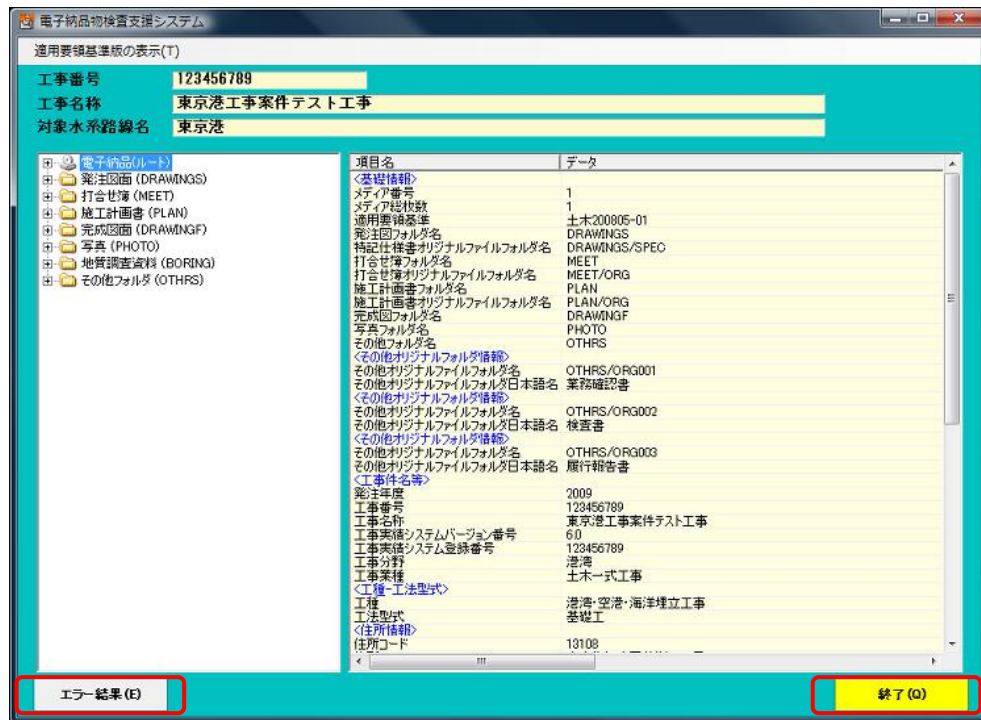 電子納品物検査支援システム
適用要領基準版の表示(T)
工事番号 123456789
工事名称 東京港工事案件テスト工事
対象水系路線名 東京港
電子納品(ルート)
発注図面 (DRAWINGS)
打合せ簿 (MEET)
施工計画書 (PLAN)
完成図面 (DRAWINGF)
写真 (PHOTO)
地質調査資料 (BORING)
その他フォルダ (OTHRS)
項目名 データ
<基礎情報>
メディア番号 1
メディア総枚数 1
適用要領基準 土木200805-01
発注図フォルダ名 DRAWINGS
特記仕様書オリジナルファイルフォルダ名 DRAWINGS/SPEC
打合せ簿フォルダ名 MEET
打合せ簿オリジナルファイルフォルダ名 MEET/ORG
施工計画書フォルダ名 PLAN
施工計画書オリジナルファイルフォルダ名 PLAN/ORG
完成図フォルダ名 DRAWINGF
写真フォルダ名 PHOTO
その他フォルダ名 OTHRS
<その他オリジナルフォルダ情報>
その他オリジナルファイルフォルダ名 OTHRS/ORG001
その他オリジナルファイルフォルダ日本語名 業務確認書
<その他オリジナルフォルダ情報>
その他オリジナルファイルフォルダ名 OTHRS/ORG002
その他オリジナルファイルフォルダ日本語名 検査書
<その他オリジナルフォルダ情報>
その他オリジナルファイルフォルダ名 OTHRS/ORG003
その他オリジナルファイルフォルダ日本語名 履行報告書
<工事件名等>
発注年度 2009
工事番号 123456789
工事名称 東京港工事案件テスト工事
工事実績システムバージョン番号 6.0
工事実績システム登録番号 123456789
工事分野 港湾
工事業種 土木一式工事
<工種-工法型式>
工種 港湾・空港・海洋埋立工事
工法型式 基礎工
<住所情報>
住所コード 13108
エラー結果(E)
終了(Q)